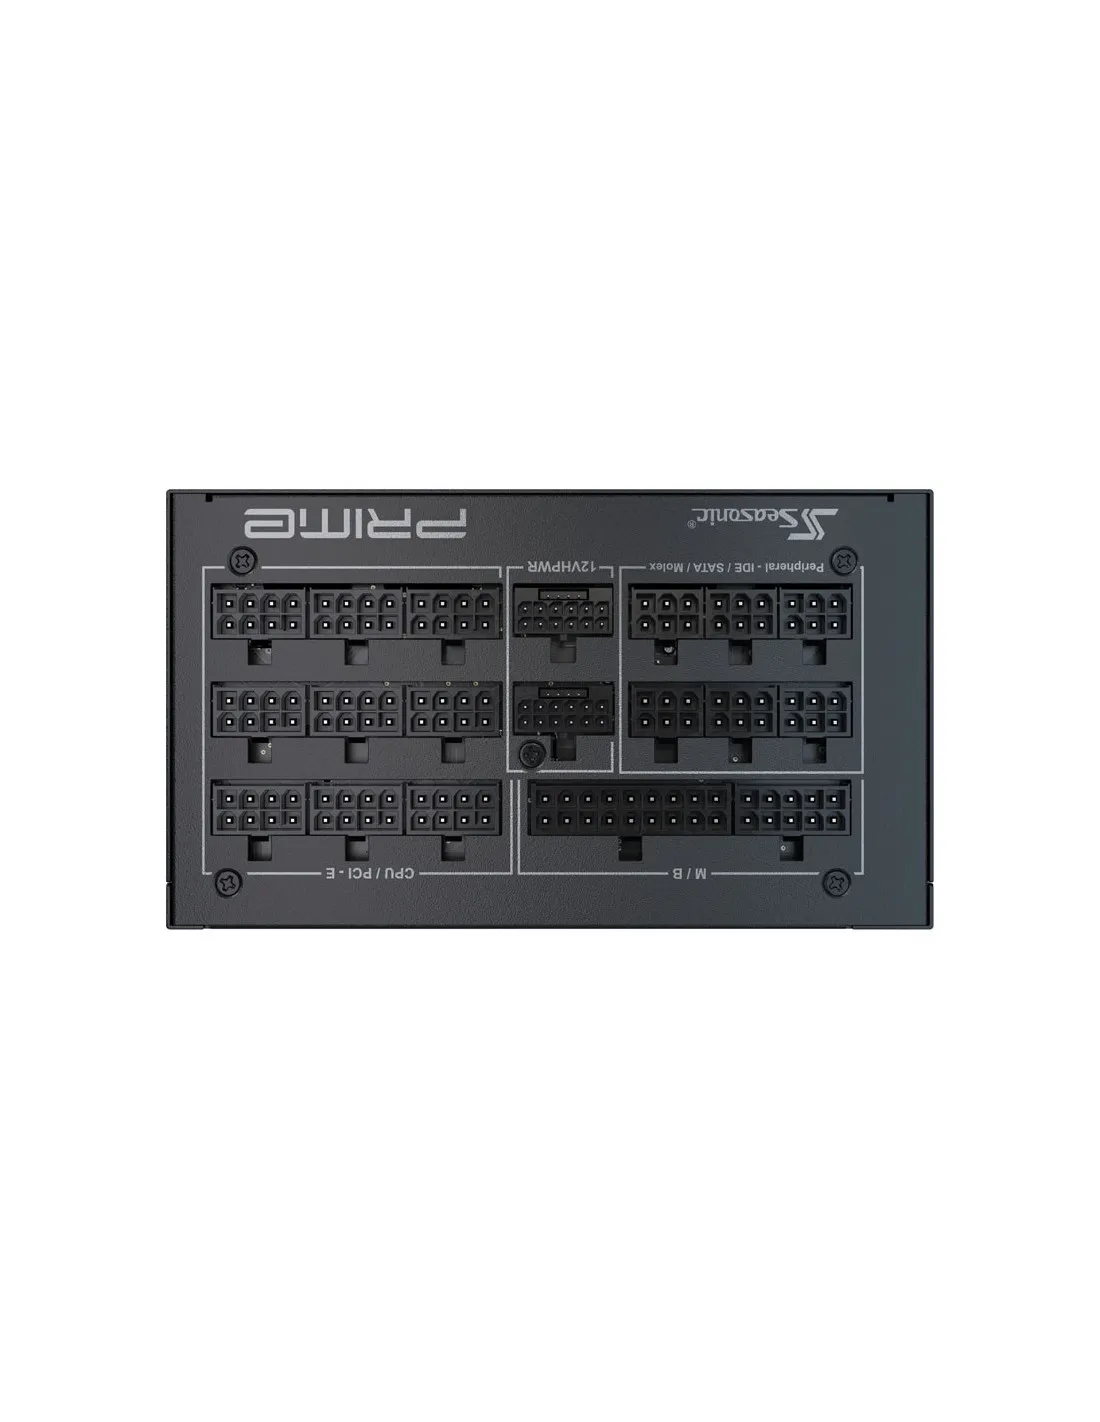 Seasonic®
PRIME
Peripheral - IDE / SATA / Molex
12VHPWR
M / B
CPU / PCI - E